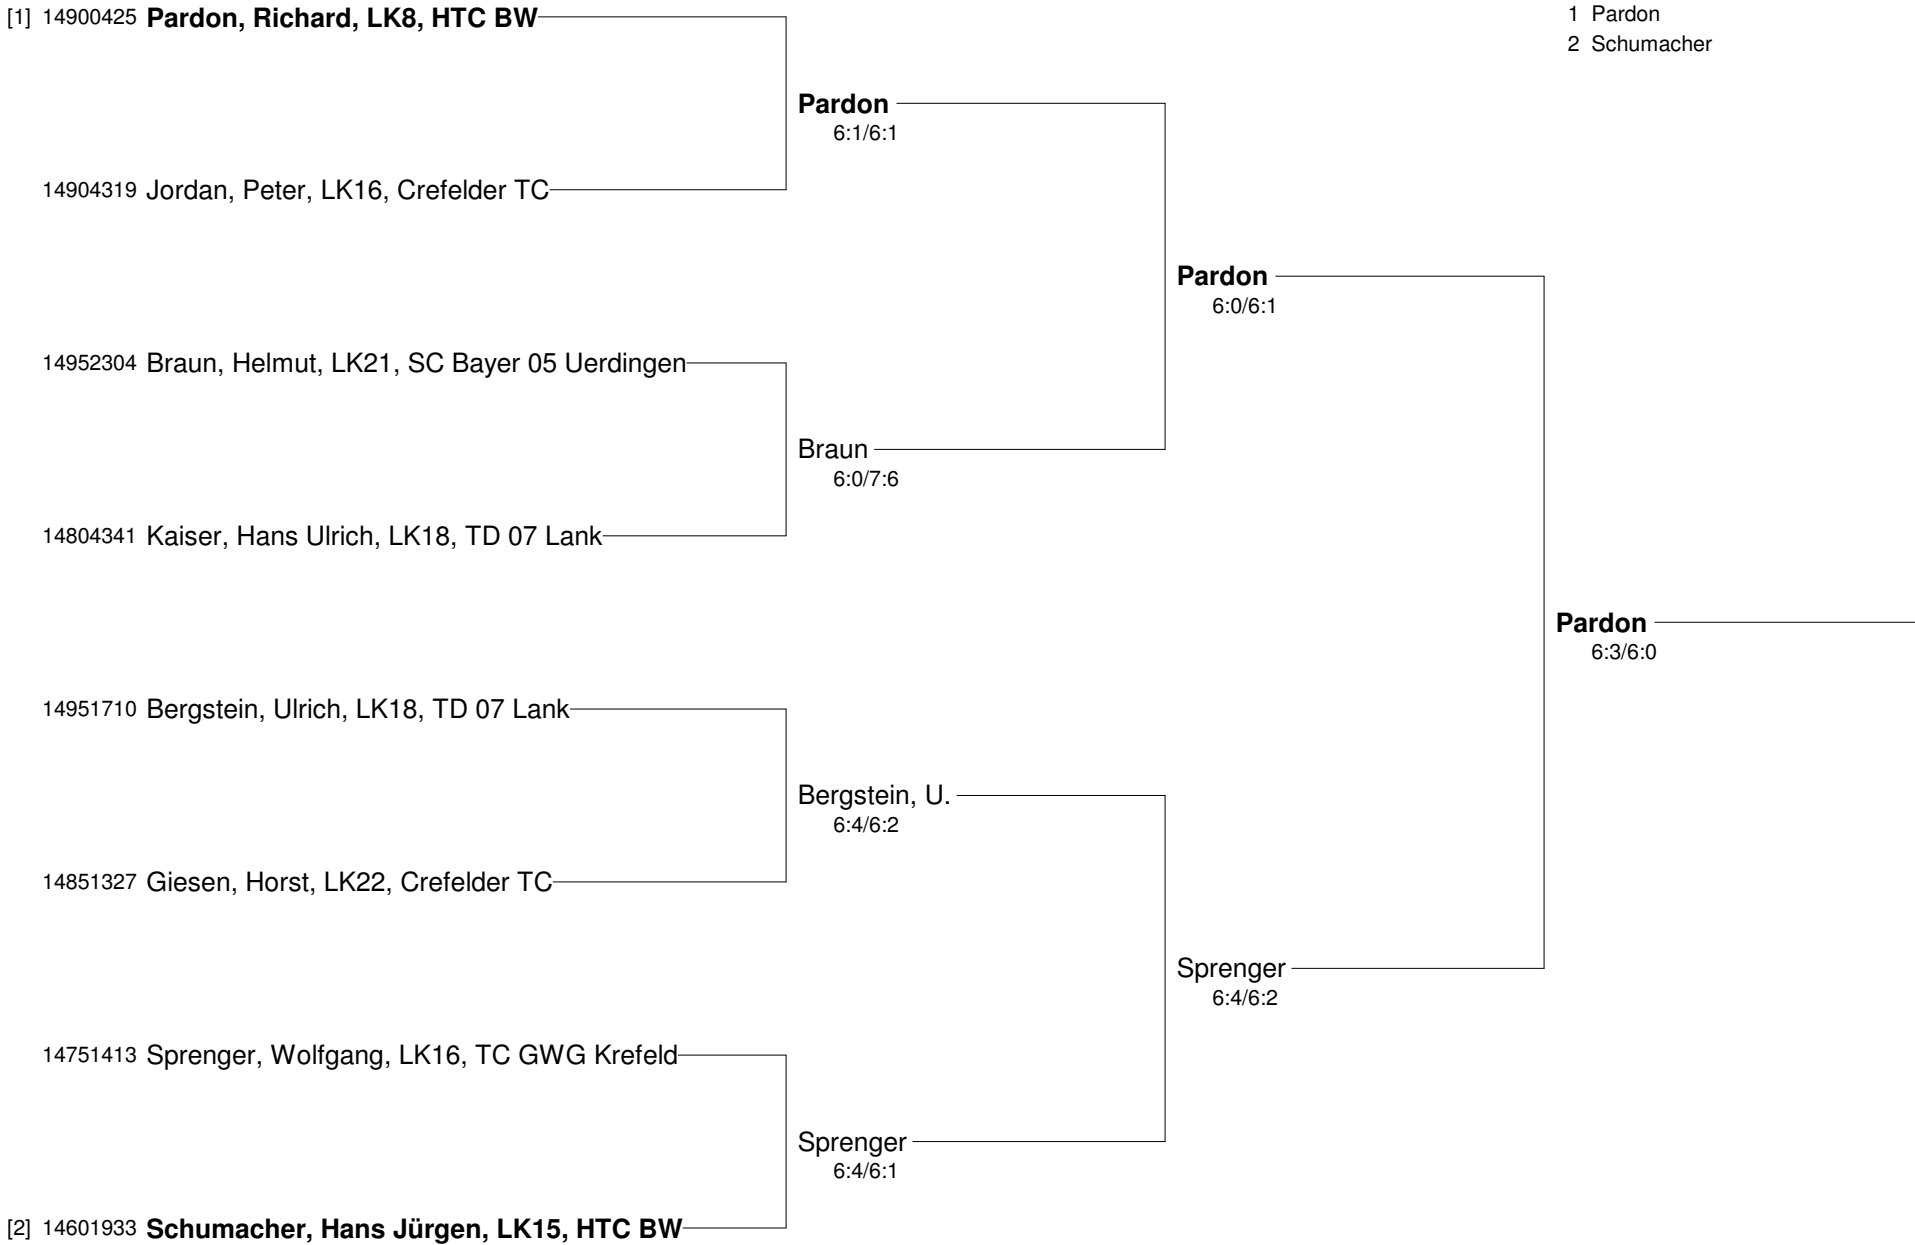 [1] 14900425 Pardon, Richard, LK8, HTC BW
1 Pardon
2 Schumacher
Pardon
6:1/6:1
14904319 Jordan, Peter, LK16, Crefelder TC
Pardon
6:0/6:1
14952304 Braun, Helmut, LK21, SC Bayer 05 Uerdingen
Braun
6:0/7:6
14804341 Kaiser, Hans Ulrich, LK18, TD 07 Lank
Pardon
6:3/6:0
14951710 Bergstein, Ulrich, LK18, TD 07 Lank
Bergstein, U.
6:4/6:2
14851327 Giesen, Horst, LK22, Crefelder TC
Sprenger
6:4/6:2
14751413 Sprenger, Wolfgang, LK16, TC GWG Krefeld
Sprenger
6:4/6:1
[2] 14601933 Schumacher, Hans Jürgen, LK15, HTC BW